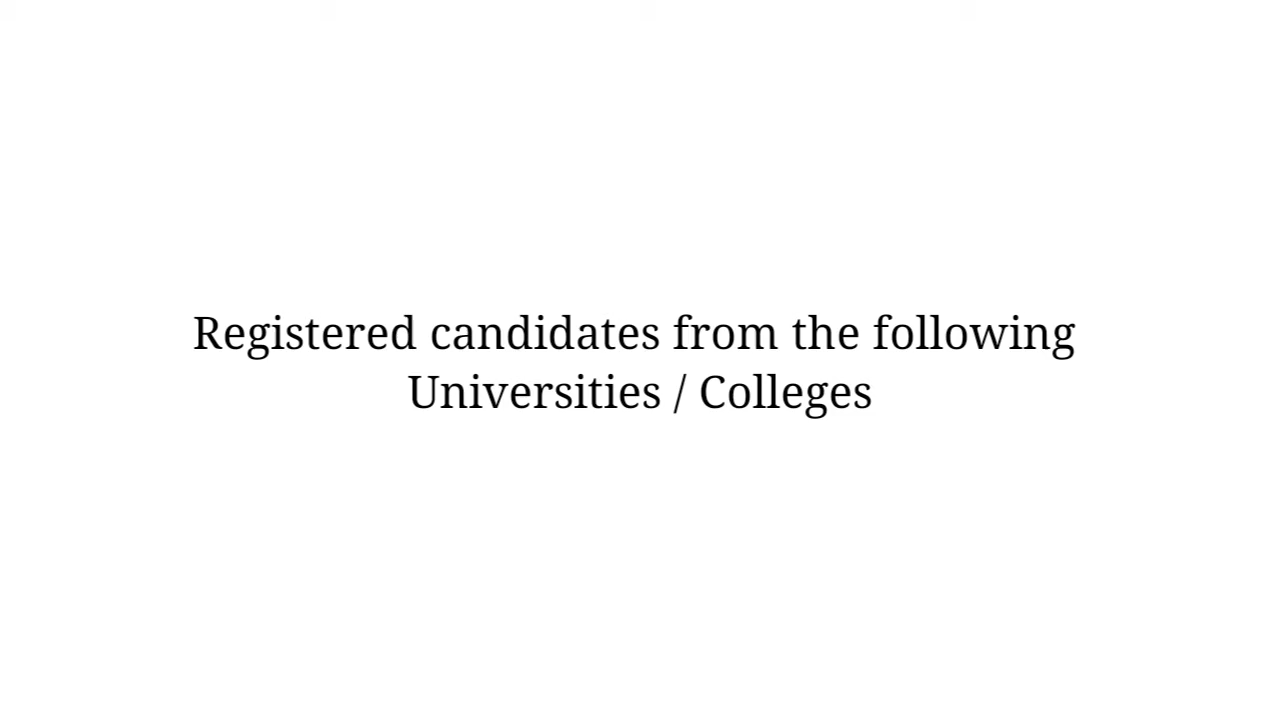 Registered candidates from the following
Universities / Colleges